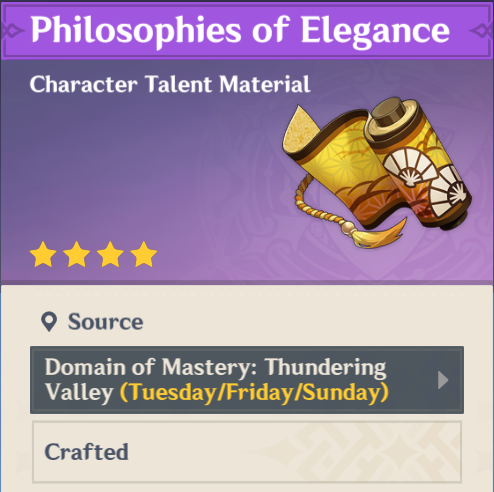 Philosophies of Elegance
Character Talent Material
Source
Domain of Mastery: Thundering
Valley (Tuesday/Friday/Sunday)
Crafted